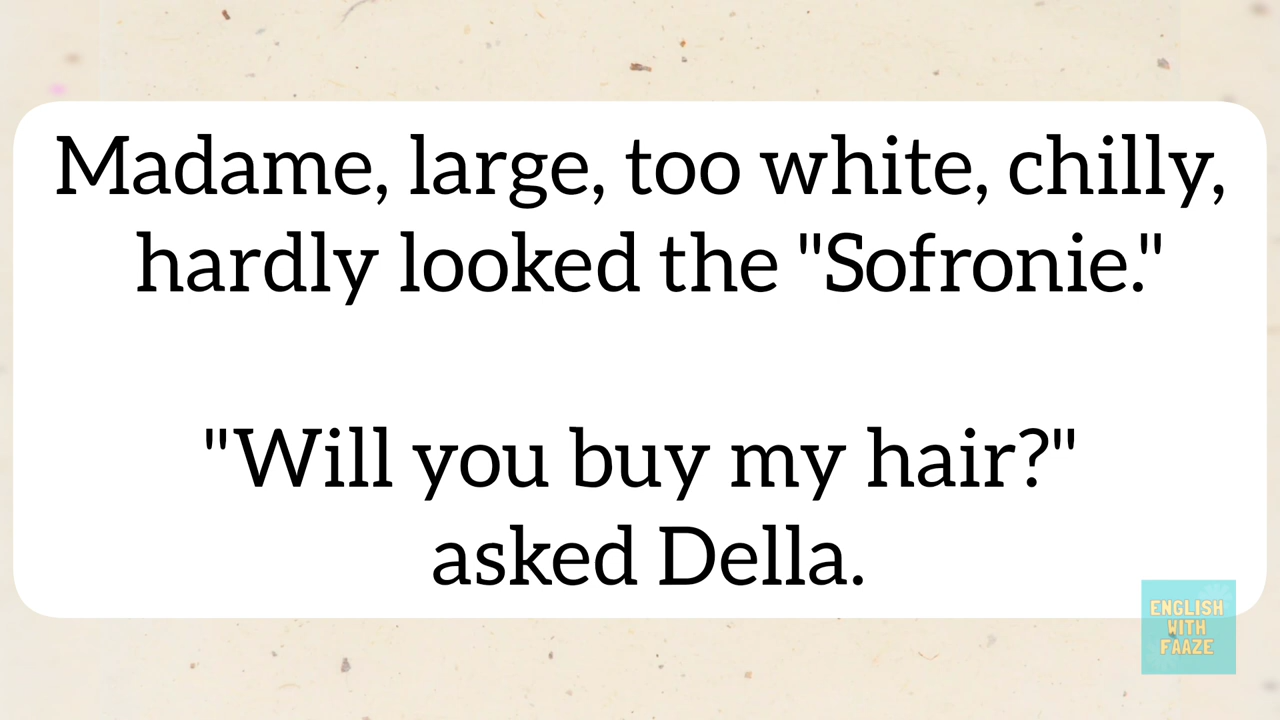 Madame, large, too white, chilly,
hardly looked the "Sofronie."
"Will you buy my hair?"
asked Della.
ENGLISH
WITH
FAAZE